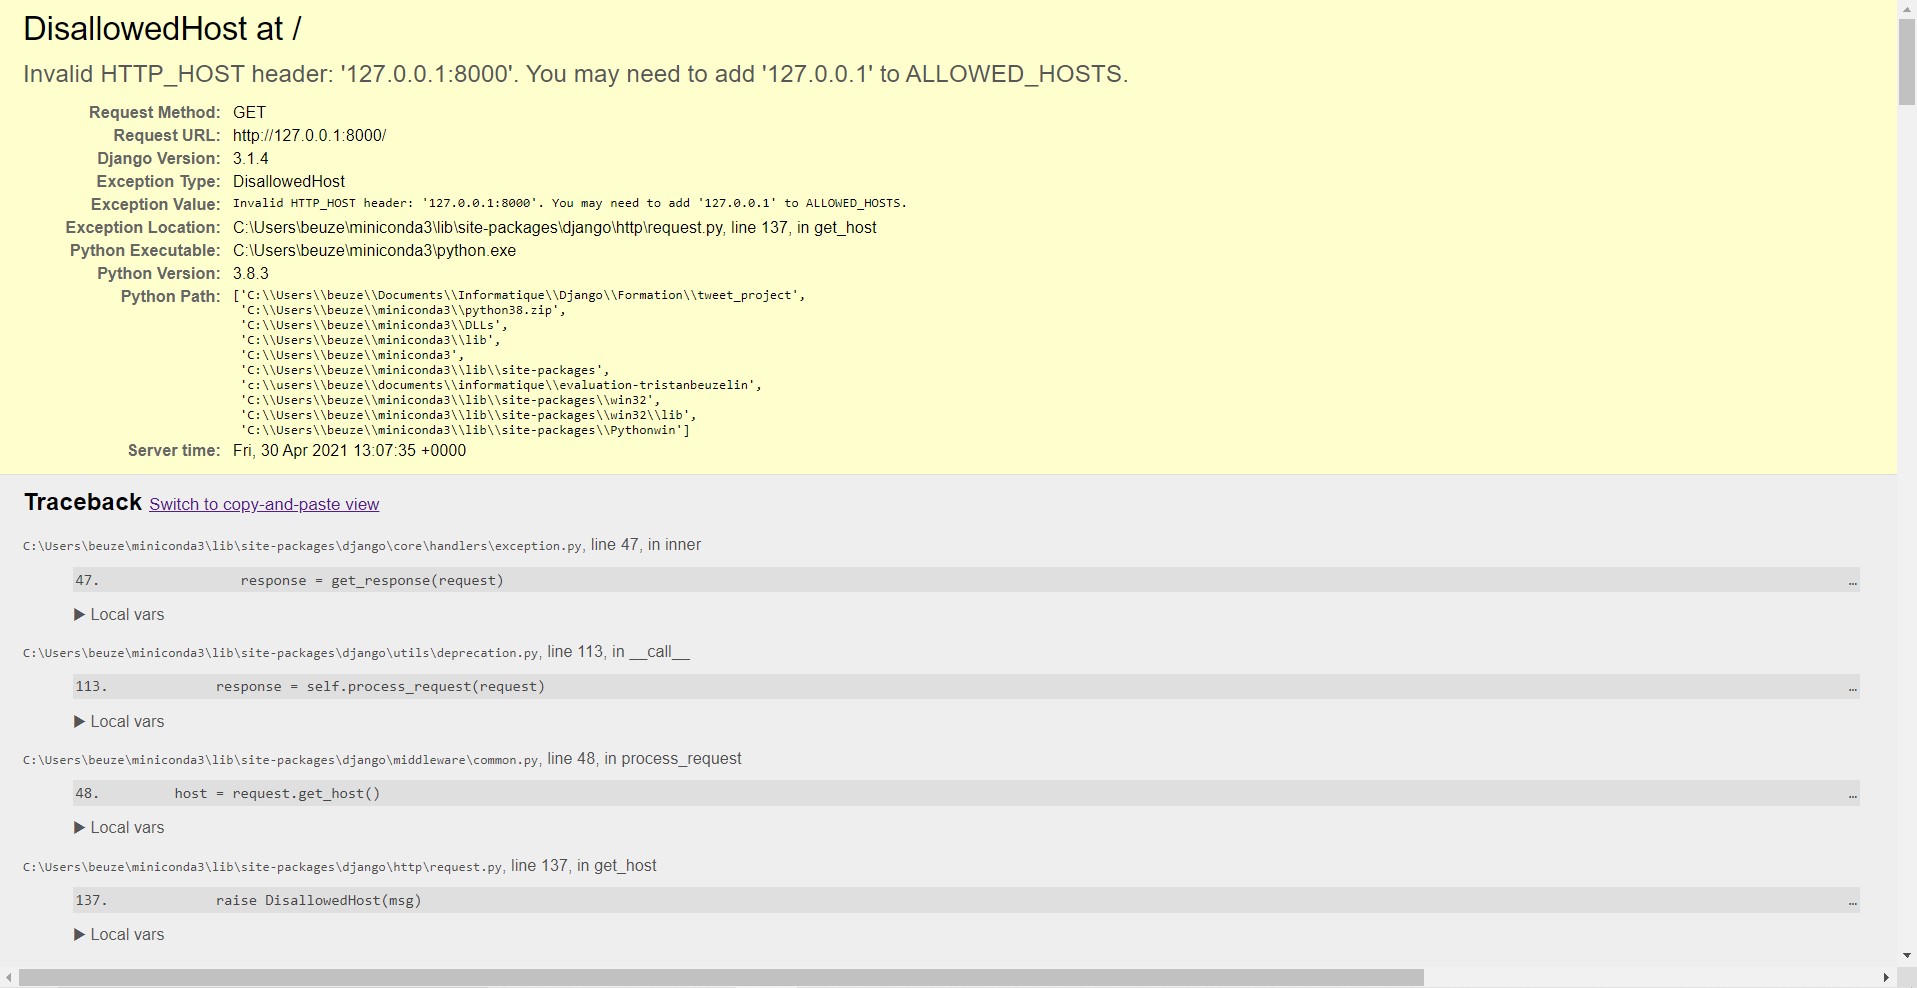 DisallowedHost at /
Invalid HTTP_HOST header: '127.0.0.1:8000'. You may need to add '127.0.0.1' to ALLOWED_HOSTS.
Request Method: GET
Request URL: http://127.0.0.1:8000/
Django Version: 3.1.4
Exception Type: DisallowedHost
Exception Value: Invalid HTTP_HOST header: '127.0.0.1:8000'. You may need to add '127.0.0.1' to ALLOWED_HOSTS.
Exception Location: C:\Users\beuze\miniconda3\lib\site-packages\django\http\request.py, line 137, in get_host
Python Executable: C:\Users\beuze\miniconda3\python.exe
Python Version: 3.8.3
Python Path: ['C:\\Users\\beuze\\Documents\\Informatique\\Django\\Formation\\tweet_project',
'C:\\Users\\beuze\\miniconda3\\python38.zip',
'C:\\Users\\beuze\\miniconda3\\DLLs',
'C:\\Users\\beuze\\miniconda3\\lib',
'C:\\Users\\beuze\\miniconda3',
'C:\\Users\\beuze\\miniconda3\\lib\\site-packages',
'c:\\users\\beuze\\documents\\informatique\\evaluation-tristanbeuzelin',
'C:\\Users\\beuze\\miniconda3\\lib\\site-packages\\win32',
'C:\\Users\\beuze\\miniconda3\\lib\\site-packages\\win32\\lib',
'C:\\Users\\beuze\\miniconda3\\lib\\site-packages\\Pythonwin']
Server time: Fri, 30 Apr 2021 13:07:35 +0000
Traceback Switch to copy-and-paste view
C:\Users\beuze\miniconda3\lib\site-packages\django\core\handlers\exception.py, line 47, in inner
47. response = get_response(request) …
▶ Local vars
C:\Users\beuze\miniconda3\lib\site-packages\django\utils\deprecation.py, line 113, in __call__
113. response = self.process_request(request) …
▶ Local vars
C:\Users\beuze\miniconda3\lib\site-packages\django\middleware\common.py, line 48, in process_request
48. host = request.get_host() …
▶ Local vars
C:\Users\beuze\miniconda3\lib\site-packages\django\http\request.py, line 137, in get_host
137. raise DisallowedHost(msg) …
▶ Local vars